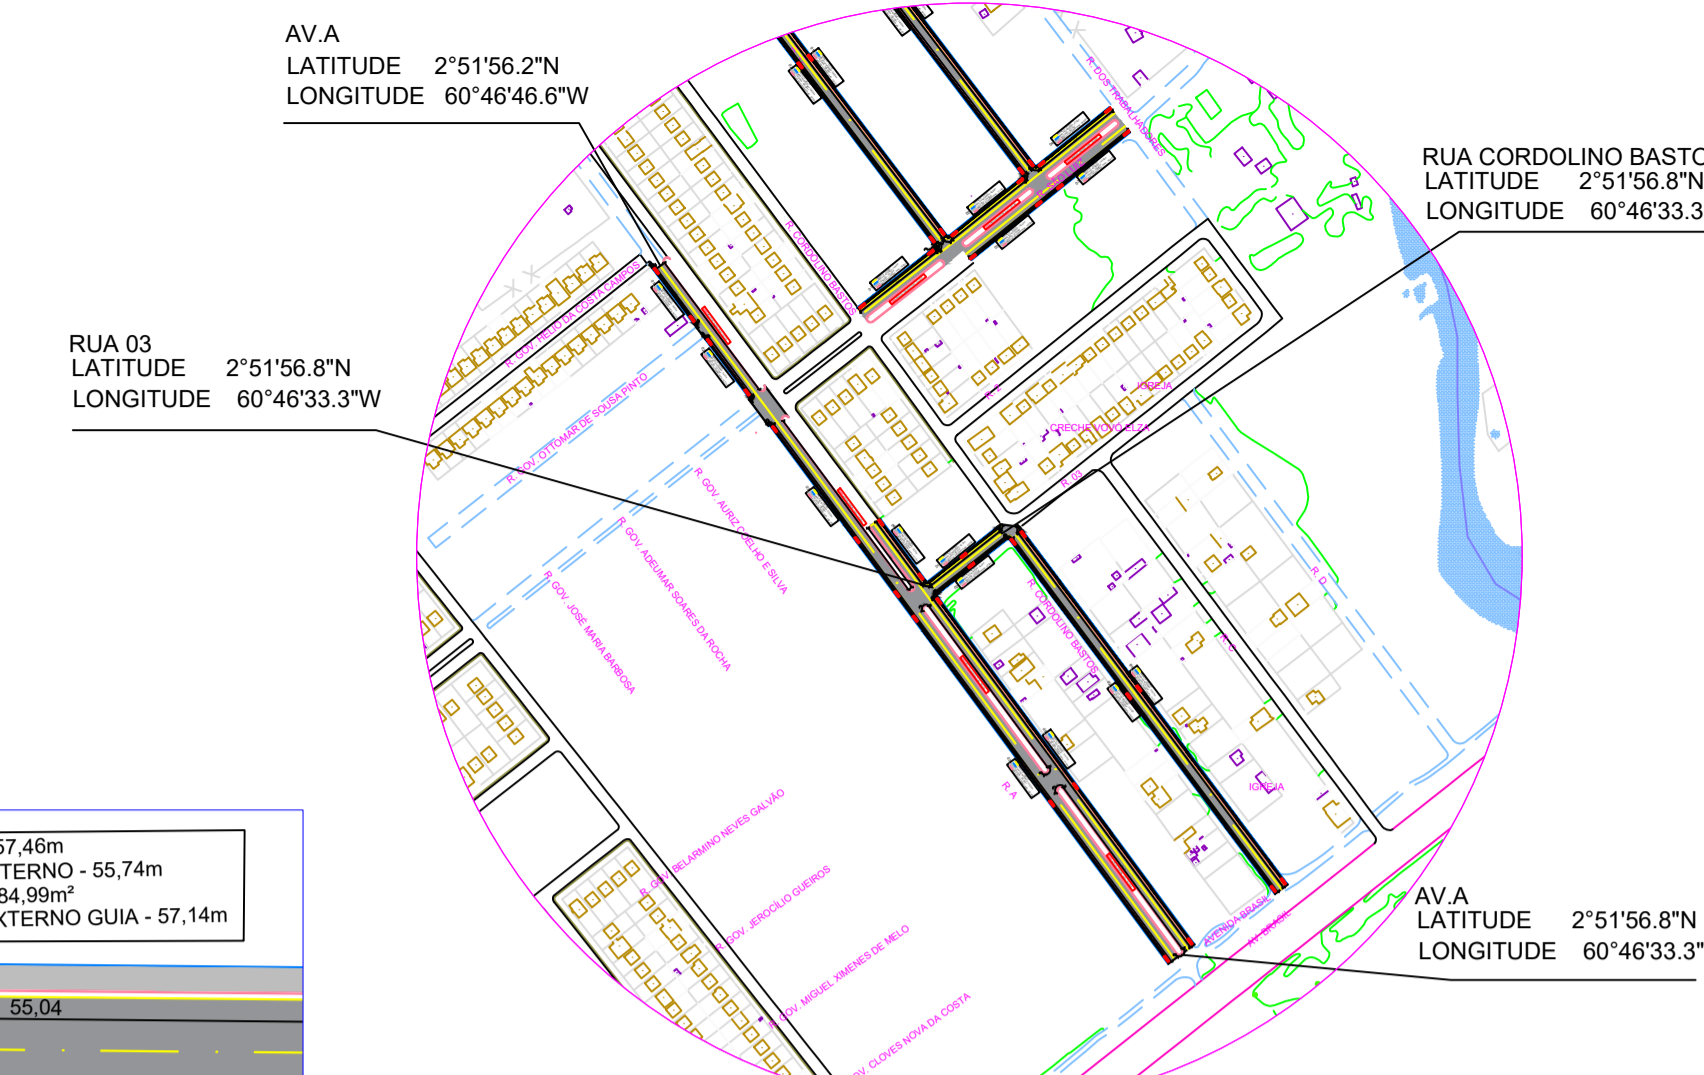 AV.A
LATITUDE 2°51'56.2"N
LONGITUDE 60°46'46.6"W
RUA CORDOLINO BASTO
LATITUDE 2°51'56.8"N
LONGITUDE 60°46'33.3
RUA 03
LATITUDE 2°51'56.8"N
LONGITUDE 60°46'33.3"W
R. DOS TRABALHADORES
R. CORDOLINO BASTOS
R. GOV. HELIO DA COSTA CAMPOS
R. GOV. OTTOMAR DE SOUSA PINTO
R. GOV. AURIZ COELHO E SILVA
R. GOV. ADEUMAR SOARES DA ROCHA
R. GOV. JOSÉ MARIA BARBOSA
IGREJA
CRECHE VOVÓ ELZA
R. 03
R. CORDOLINO BASTOS
R. D
R. A
IGREJA
R. GOV. BELARMINO NEVES GALVÃO
R. GOV. JEROCÍLIO GUEIROS
R. GOV. MIGUEL XIMENES DE MELO
OV. CLOVES NOVA DA COSTA
AVENIDA BRASIL
AV. BRASIL
AV.A
LATITUDE 2°51'56.8"N
LONGITUDE 60°46'33.3"
57,46m
TERNO - 55,74m
84,99m²
XTERNO GUIA - 57,14m
55,04